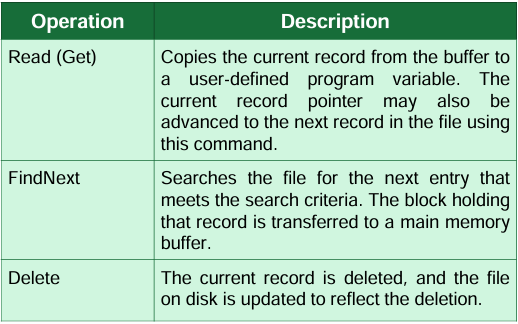 Operation Description
Read (Get) Copies the current record from the buffer to
a user-defined program variable. The
current record pointer may also be
advanced to the next record in the file using
this command.
FindNext Searches the file for the next entry that
meets the search criteria. The block holding
that record is transferred to a main memory
buffer.
Delete The current record is deleted, and the file
on disk is updated to reflect the deletion.